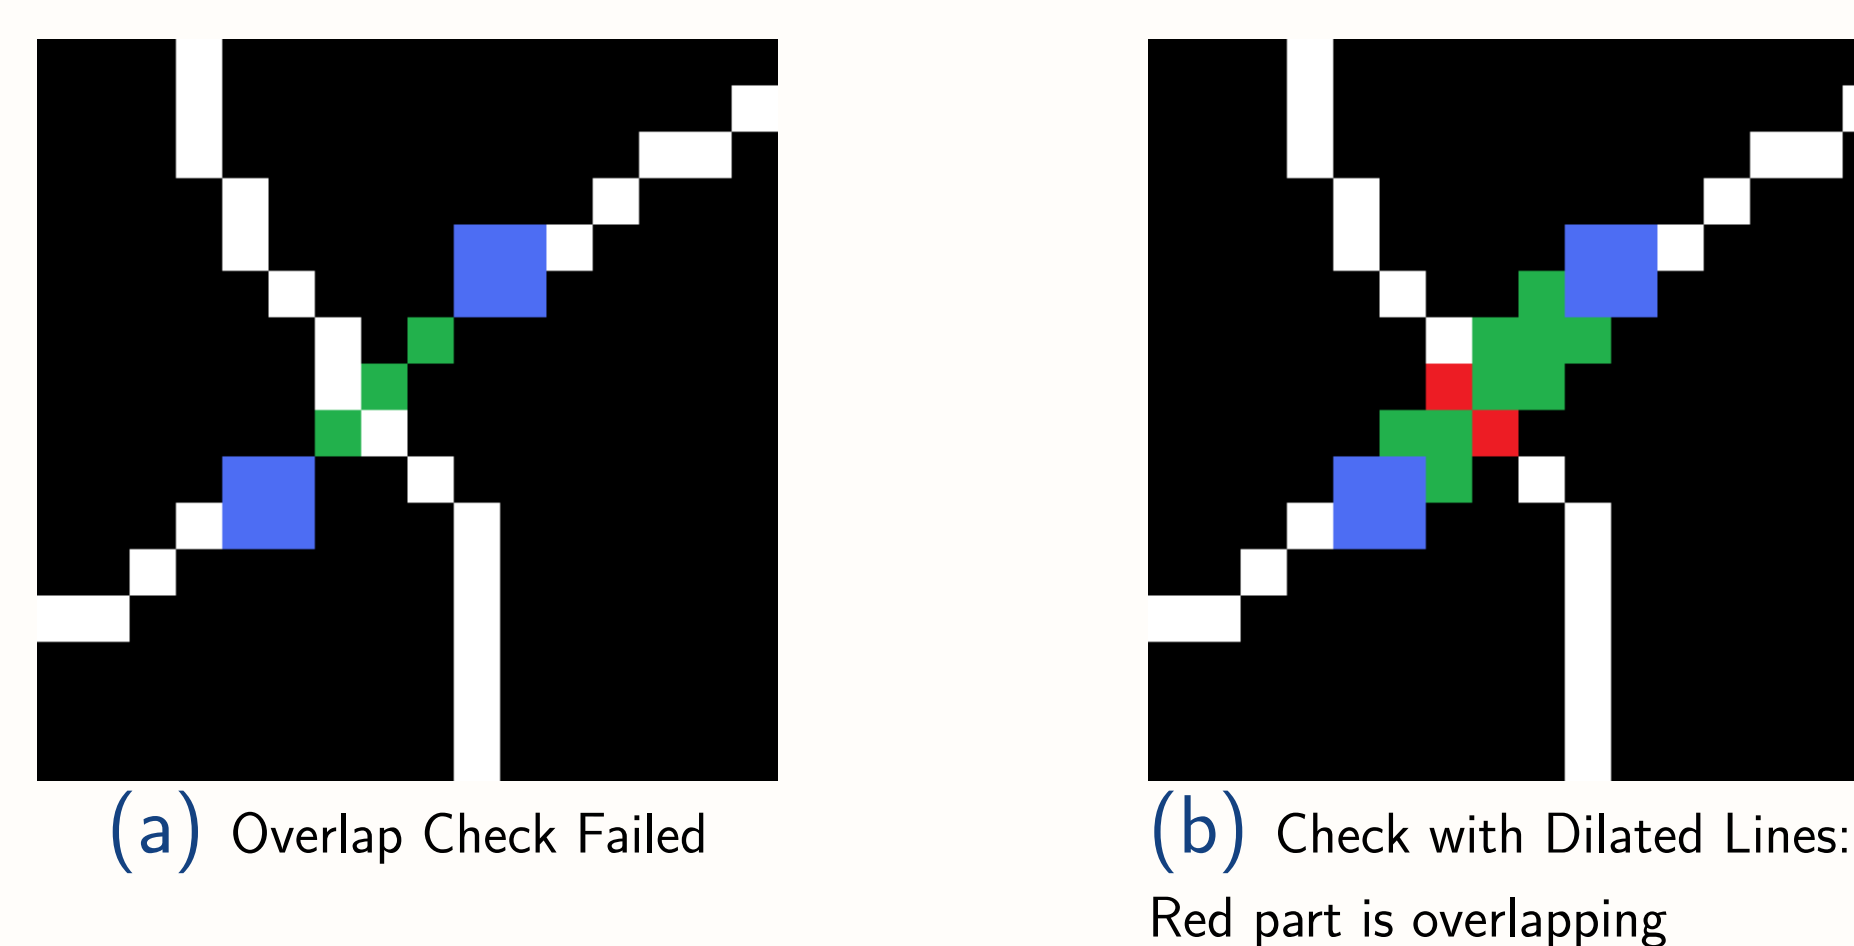 (a) Overlap Check Failed
(b) Check with Dilated Lines:
Red part is overlapping